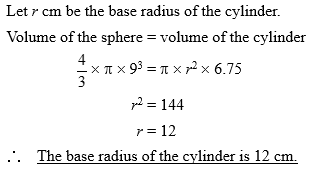 Let r cm be the base radius of the cylinder.
Volume of the sphere = volume of the cylinder
4/3 × π × 9³ = π × r² × 6.75
r² = 144
r = 12
∴ The base radius of the cylinder is 12 cm.